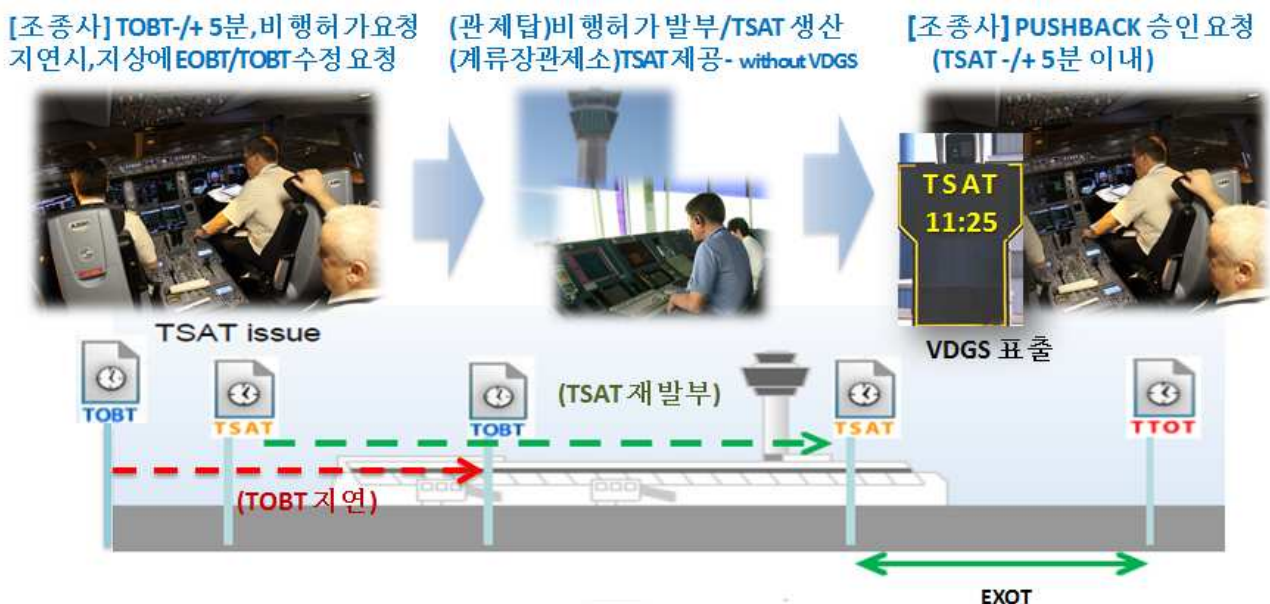 [조종사] TOBT-/+ 5분, 비행허가요청
지연시,지상에 EOBT/TOBT 수정 요청
(관제탑)비행허가 발부/TSAT 생산
(계류장관제소)TSAT 제공- without VDGS
[조종사] PUSHBACK 승인 요청
(TSAT -/+ 5분 이내)
TSAT
11:25
VDGS 표출
TSAT issue
TOBT
TSAT
TOBT
(TSAT 재발부)
TSAT
TTOT
(TOBT 지연)
EXOT